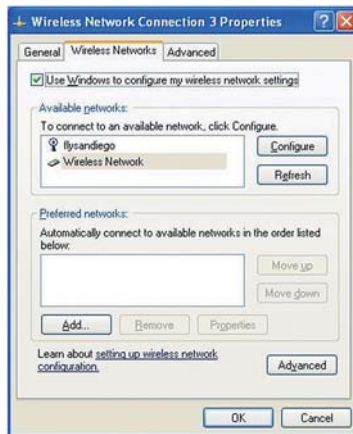 Wireless Network Connection 3 Properties
General Wireless Networks Advanced
Use Windows to configure my wireless network settings
Available networks:
To connect to an available network, click Configure.
flysandiego
Wireless Network
Configure
Refresh
Preferred networks:
Automatically connect to available networks in the order listed
below:
Move up
Move down
Add... Remove Properties
Learn about setting up wireless network
configuration.
Advanced
OK Cancel